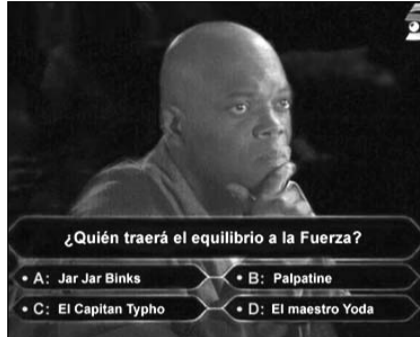 ¿Quién traerá el equilibrio a la Fuerza?
• A: Jar Jar Binks
• B: Palpatine
• C: El Capitan Typho
• D: El maestro Yoda